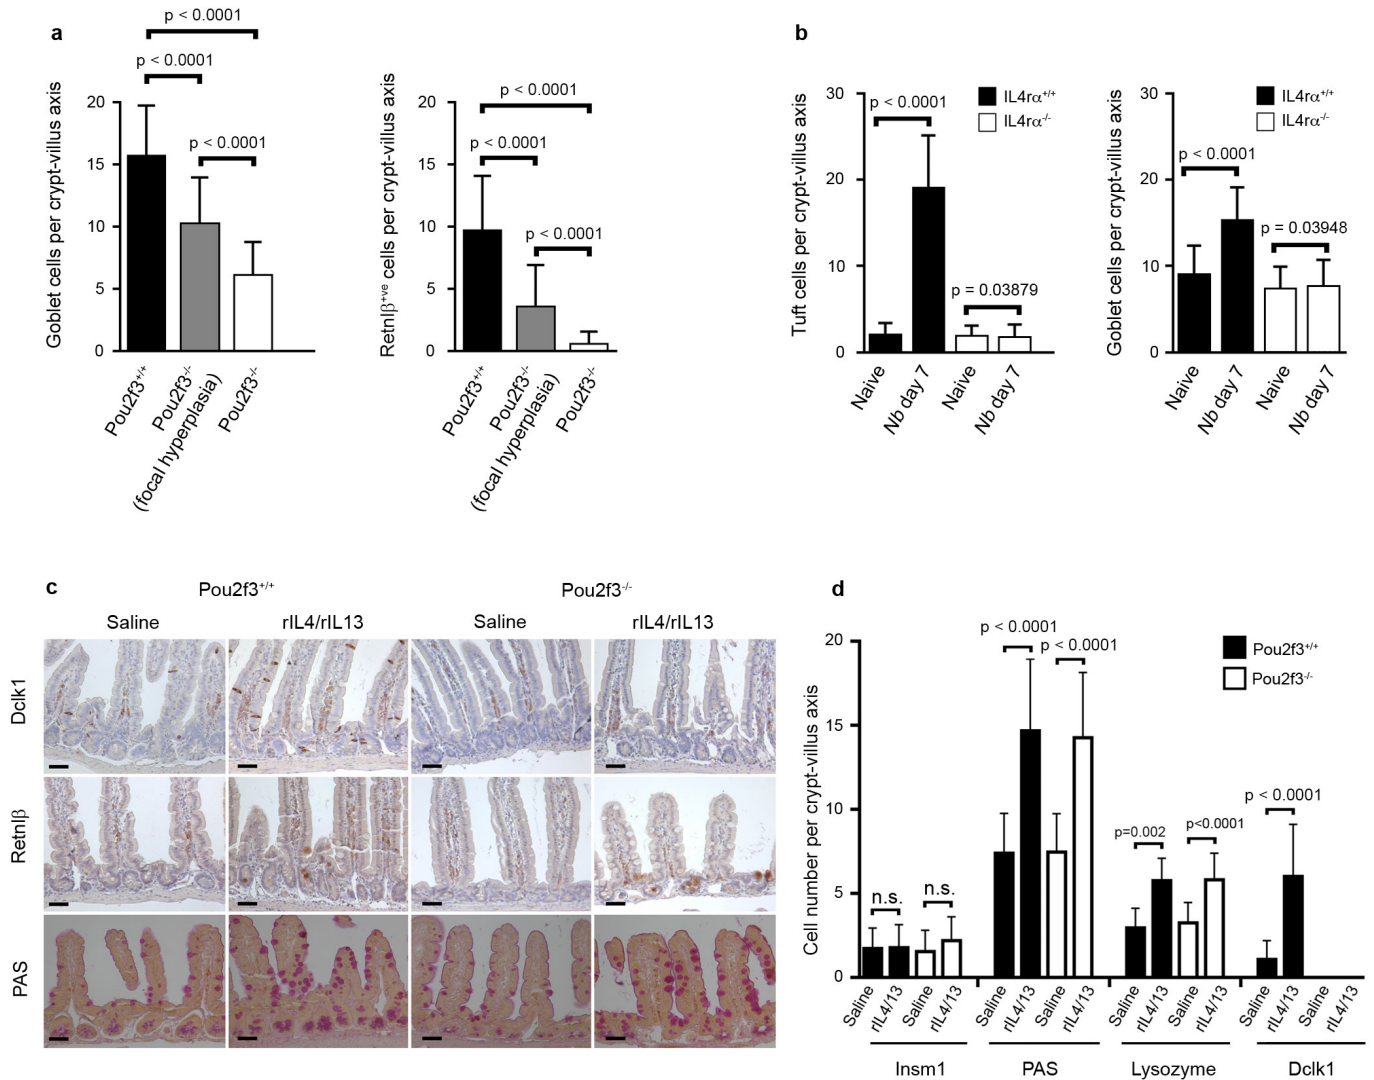 a
p < 0.0001
p < 0.0001
p < 0.0001
Goblet cells per crypt-villus axis
20
15
10
5
0
Pou2f3+/+
Pou2f3-/-
(focal hyperplasia)
Pou2f3-/-
p < 0.0001
p < 0.0001
p < 0.0001
Retnlβ+ve cells per crypt-villus axis
20
15
10
5
0
Pou2f3+/+
Pou2f3-/-
(focal hyperplasia)
Pou2f3-/-
b
Tuft cells per crypt-villus axis
30
20
10
0
p < 0.0001
p = 0.03879
IL4rα+/+
IL4rα-/-
Naive
Nb day 7
Naive
Nb day 7
Goblet cells per crypt-villus axis
30
20
10
0
p < 0.0001
p = 0.03948
IL4rα+/+
IL4rα-/-
Naive
Nb day 7
Naive
Nb day 7
c
Pou2f3+/+
Pou2f3-/-
Saline
rIL4/rIL13
Saline
rIL4/rIL13
Dclk1
Retnlβ
PAS
d
Cell number per crypt-villus axis
20
15
10
5
0
n.s.
n.s.
p < 0.0001
p < 0.0001
p=0.002
p<0.0001
p < 0.0001
Pou2f3+/+
Pou2f3-/-
Saline
rIL4/13
Saline
rIL4/13
Saline
rIL4/13
Saline
rIL4/13
Saline
rIL4/13
Saline
rIL4/13
Saline
rIL4/13
Saline
rIL4/13
Insm1
PAS
Lysozyme
Dclk1